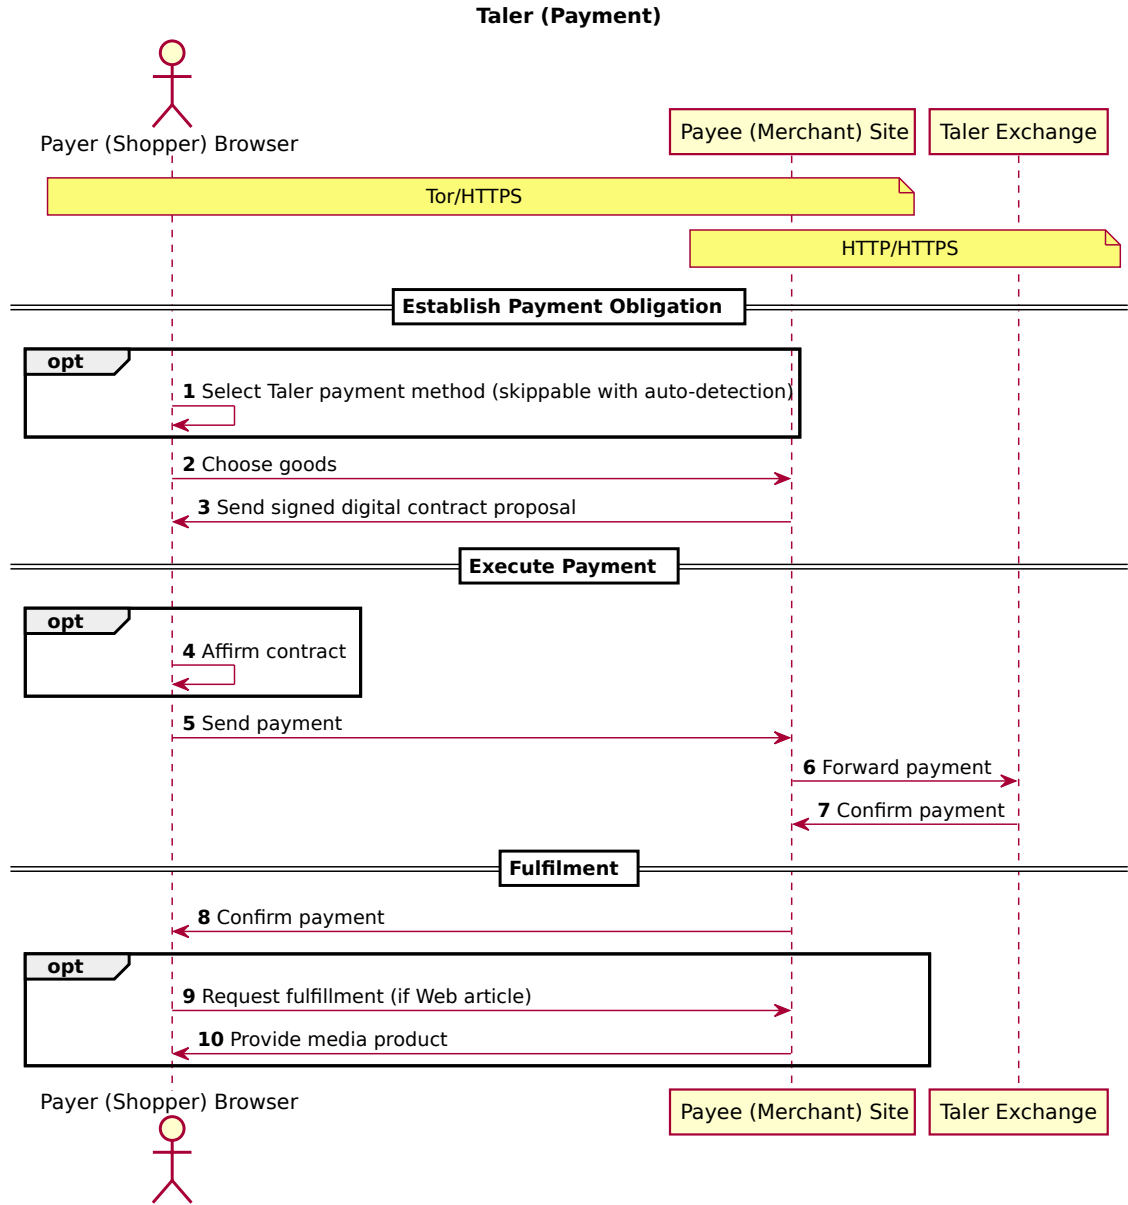 Taler (Payment)
Payer (Shopper) Browser
Payee (Merchant) Site
Taler Exchange
Tor/HTTPS
HTTP/HTTPS
Establish Payment Obligation
opt
1 Select Taler payment method (skippable with auto-detection)
2 Choose goods
3 Send signed digital contract proposal
Execute Payment
opt
4 Affirm contract
5 Send payment
6 Forward payment
7 Confirm payment
Fulfilment
8 Confirm payment
opt
9 Request fulfillment (if Web article)
10 Provide media product
Payer (Shopper) Browser
Payee (Merchant) Site
Taler Exchange